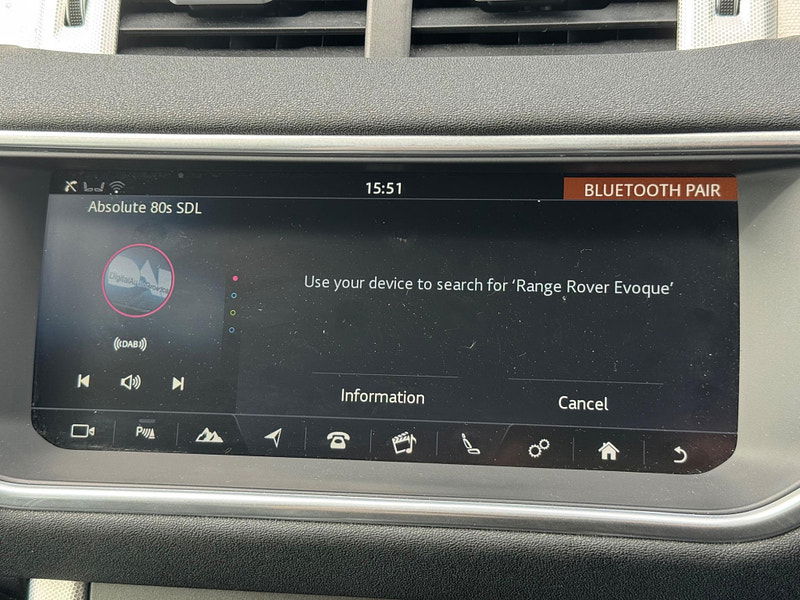 15:51
BLUETOOTH PAIR
Absolute 80s SDL
Use your device to search for ‘Range Rover Evoque’
DAB
Information
Cancel
P